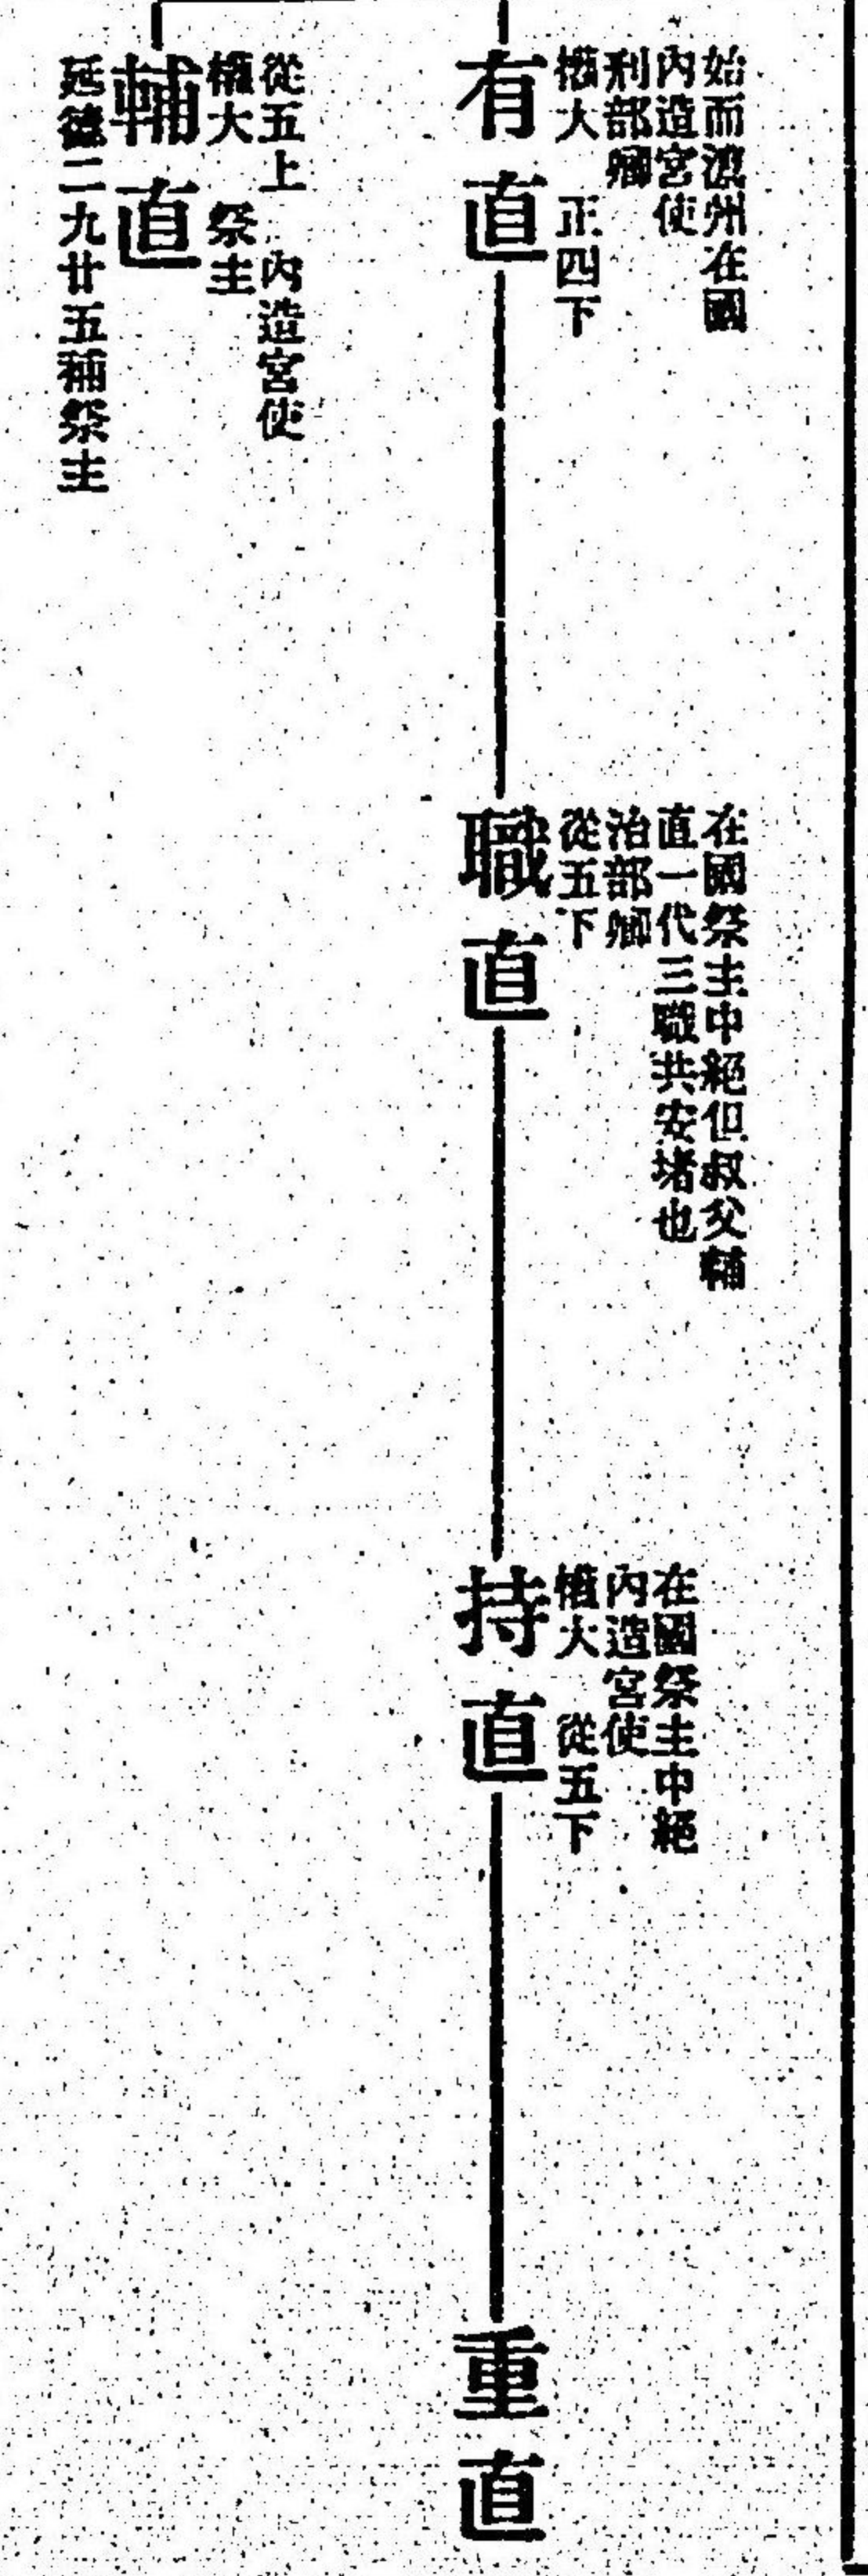 始而濃州在國
內造宮使
刑部卿
權大 正四下
有直
在國祭主中絕但叔父輔
直一代三職共安堵也
治部卿
從五下
職直
在國祭主中絕
內造宮使
權大 從五下
持直
重直
從五上 內造宮使
權大 祭主
輔直
延德二九廿五補祭主